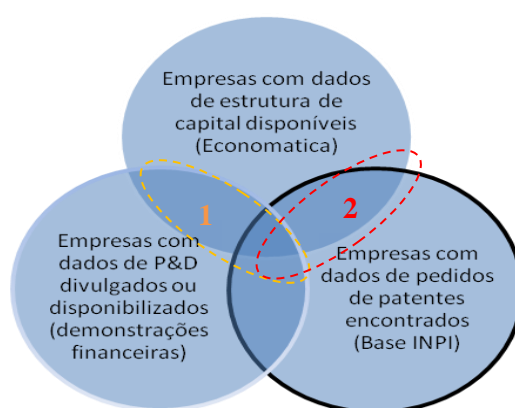 Empresas com dados
de estrutura de
capital disponíveis
(Economatica)
1
2
Empresas com
dados de P&D
divulgados ou
disponibilizados
(demonstrações
financeiras)
Empresas com
dados de pedidos
de patentes
encontrados
(Base INPI)